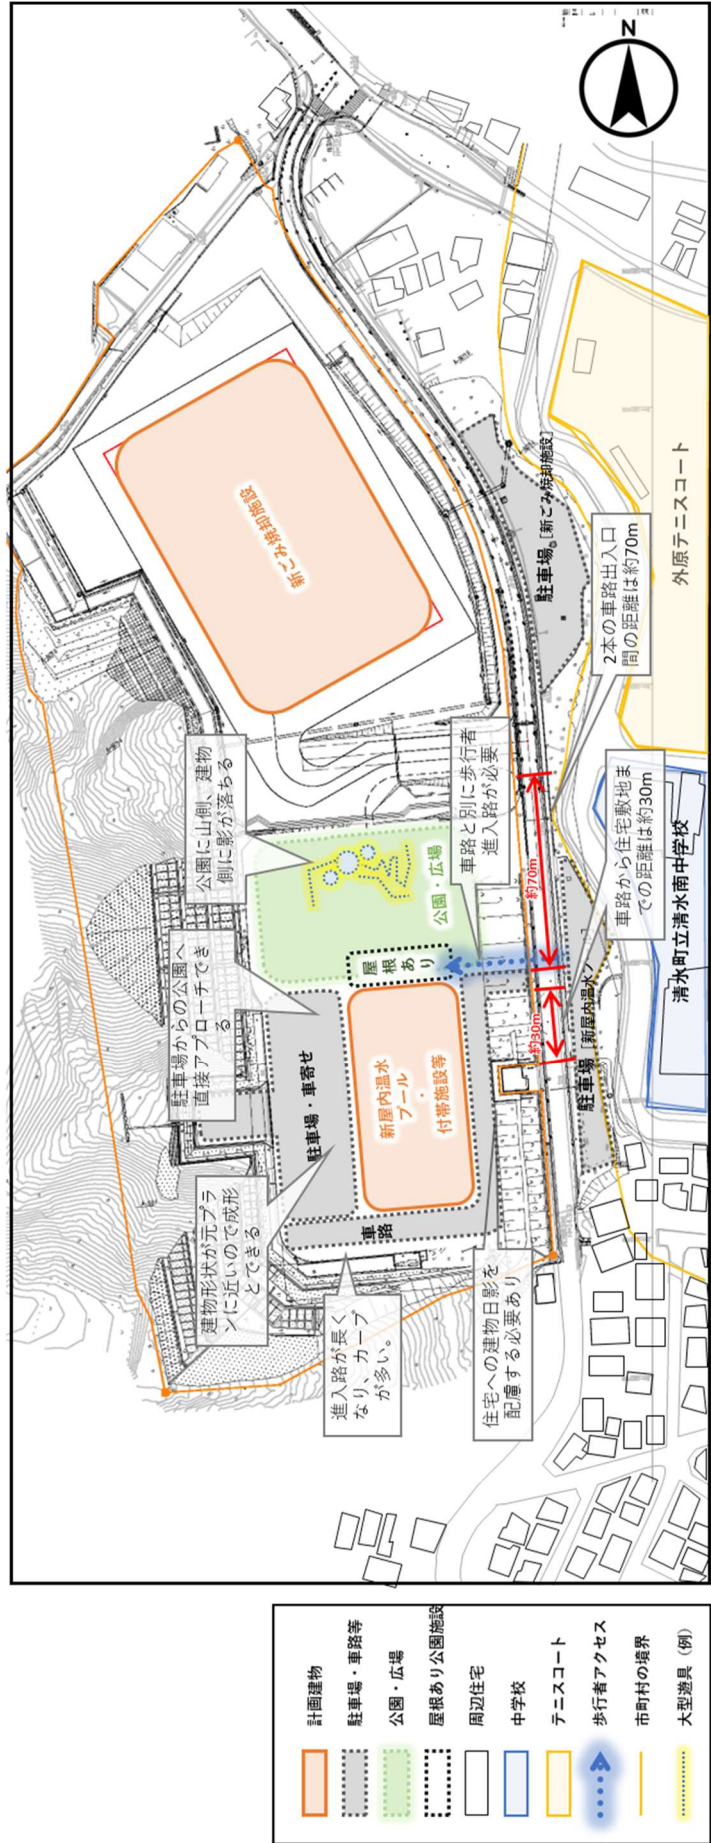 N
新ごみ焼却施設
公園に山側、建物
側に影が落ちる
駐車場からの公園へ
直接アプローチでき
る
建物形状が元プラ
ンに近いので成形
とできる
進入路が長く
なり、カーブ
が多い。
住宅への建物日影を
配慮する必要あり
車路と別に歩行者
進入路が必要
2本の車路出入口
間の距離は約70m
車路から住宅敷地ま
での距離は約30m
駐車場・車寄せ
車路
新屋内温水
プール
・
付帯施設等
屋根
あり
公園・広場
約70m
約30m
駐車場[新ごみ焼却施設]
駐車場[新屋内温水
外原テニスコート
清水町立清水南中学校
計画建物
駐車場・車路等
公園・広場
屋根あり公園施設
周辺住宅
中学校
テニスコート
歩行者アクセス
市町村の境界
大型遊具（例）